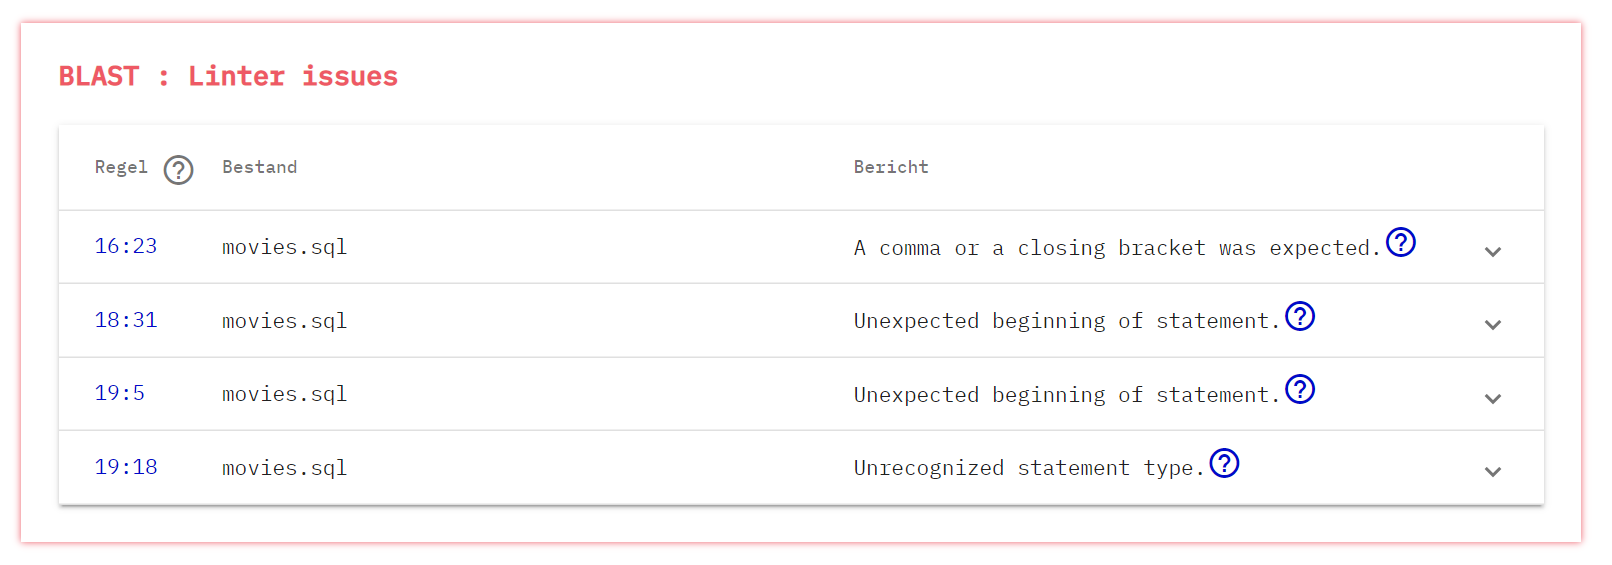 BLAST : Linter issues
Regel ? Bestand Bericht
16:23 movies.sql A comma or a closing bracket was expected. ?
18:31 movies.sql Unexpected beginning of statement. ?
19:5 movies.sql Unexpected beginning of statement. ?
19:18 movies.sql Unrecognized statement type. ?